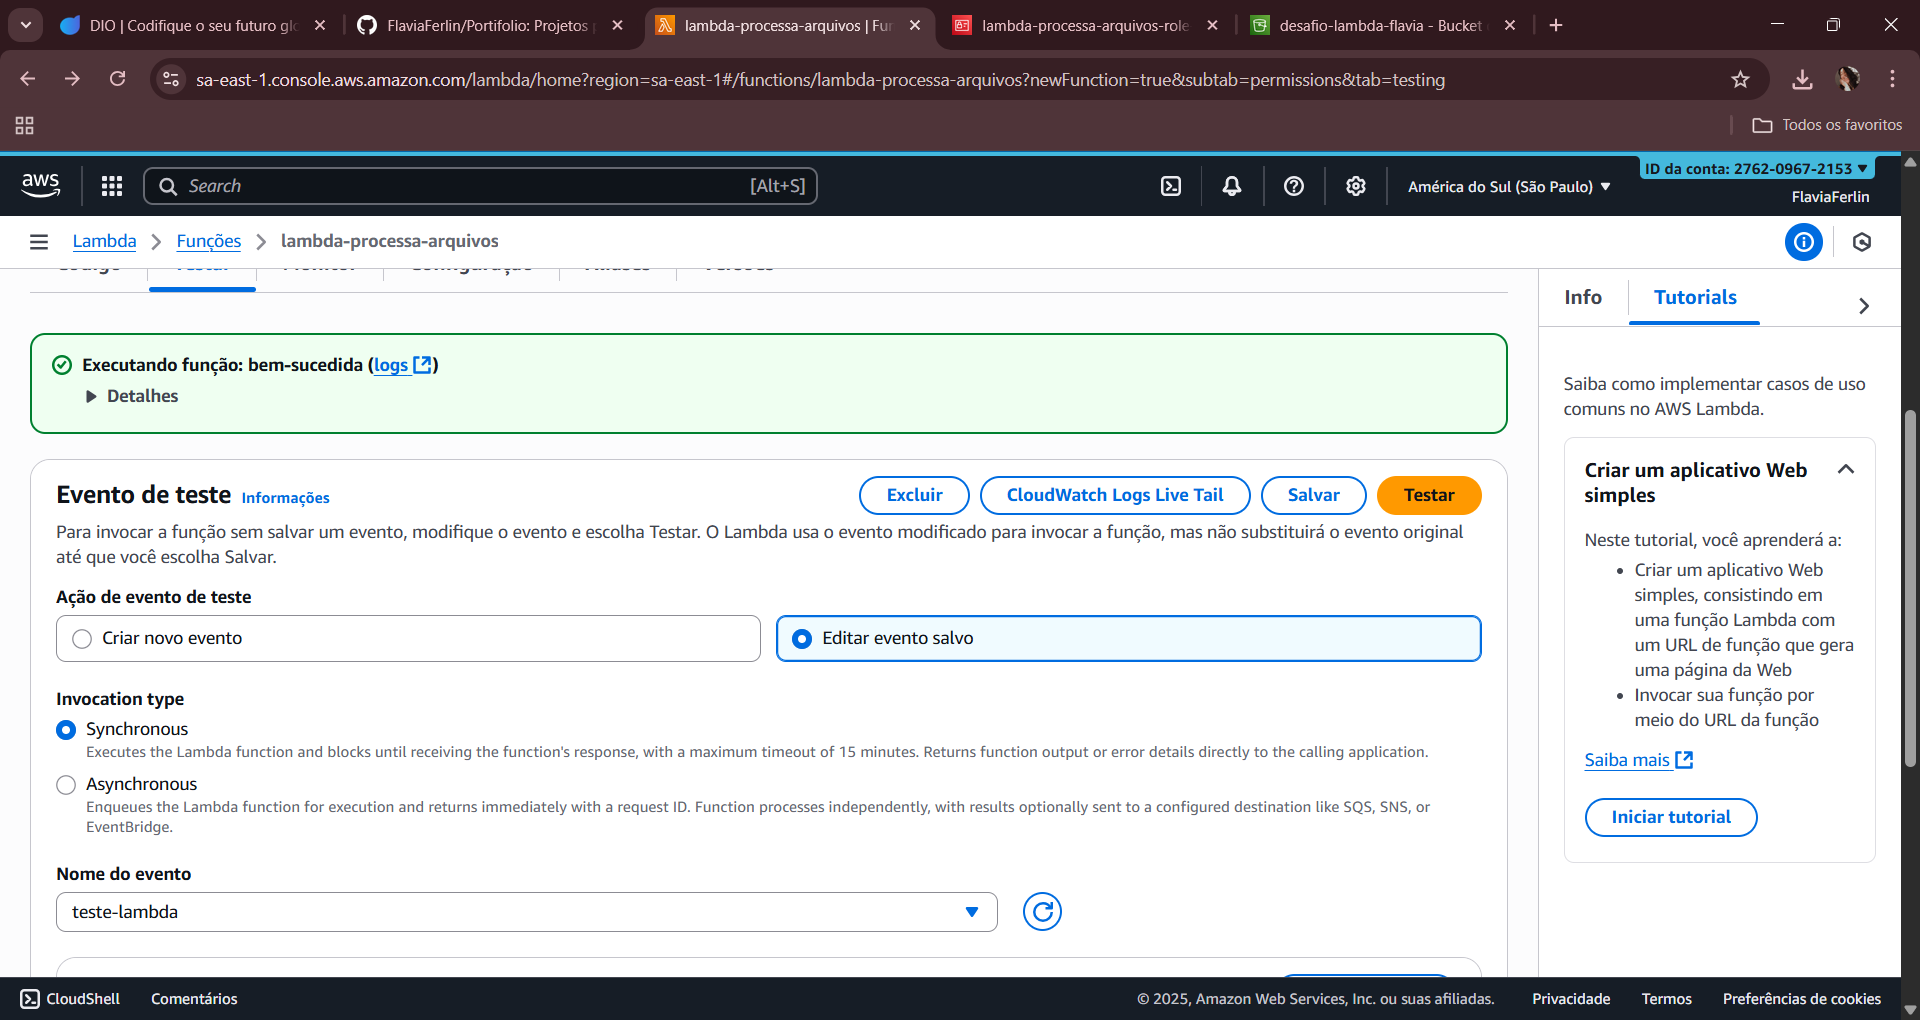 DIO | Codifique o seu futuro glo
FlaviaFerlin/Portifolio: Projetos p
lambda-processa-arquivos | Fun
lambda-processa-arquivos-role
desafio-lambda-flavia - Bucket
sa-east-1.console.aws.amazon.com/lambda/home?region=sa-east-1#/functions/lambda-processa-arquivos?newFunction=true&subtab=permissions&tab=testing
Todos os favoritos
aws
Search
[Alt+S]
América do Sul (São Paulo)
ID da conta: 2762-0967-2153
FlaviaFerlin
Lambda
Funções
lambda-processa-arquivos
Código
Testar
Monitor
Configuração
Aliases
Versões
Executando função: bem-sucedida (logs)
Detalhes
Evento de teste Informações
Excluir
CloudWatch Logs Live Tail
Salvar
Testar
Para invocar a função sem salvar um evento, modifique o evento e escolha Testar. O Lambda usa o evento modificado para invocar a função, mas não substituirá o evento original
até que você escolha Salvar.
Ação de evento de teste
Criar novo evento
Editar evento salvo
Invocation type
Synchronous
Executes the Lambda function and blocks until receiving the function's response, with a maximum timeout of 15 minutes. Returns function output or error details directly to the calling application.
Asynchronous
Enqueues the Lambda function for execution and returns immediately with a request ID. Function processes independently, with results optionally sent to a configured destination like SQS, SNS, or
EventBridge.
Nome do evento
teste-lambda
Info
Tutorials
Saiba como implementar casos de uso
comuns no AWS Lambda.
Criar um aplicativo Web
simples
Neste tutorial, você aprenderá a:
• Criar um aplicativo Web
simples, consistindo em
uma função Lambda com
um URL de função que gera
uma página da Web
• Invocar sua função por
meio do URL da função
Saiba mais
Iniciar tutorial
CloudShell
Comentários
© 2025, Amazon Web Services, Inc. ou suas afiliadas.
Privacidade
Termos
Preferências de cookies